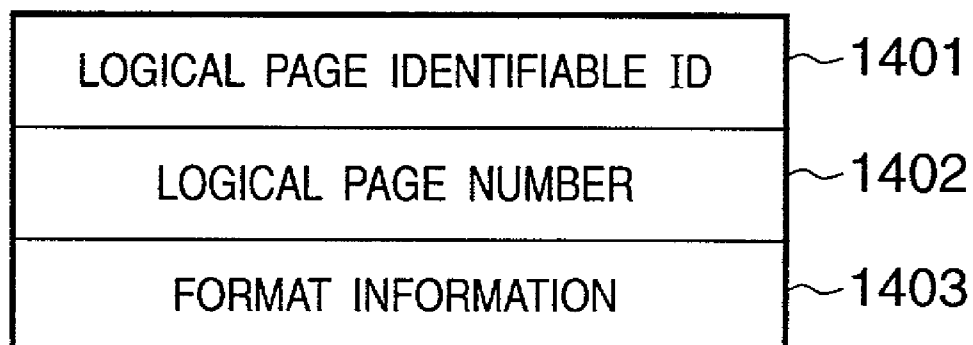 LOGICAL PAGE IDENTIFIABLE ID 1401
LOGICAL PAGE NUMBER 1402
FORMAT INFORMATION 1403